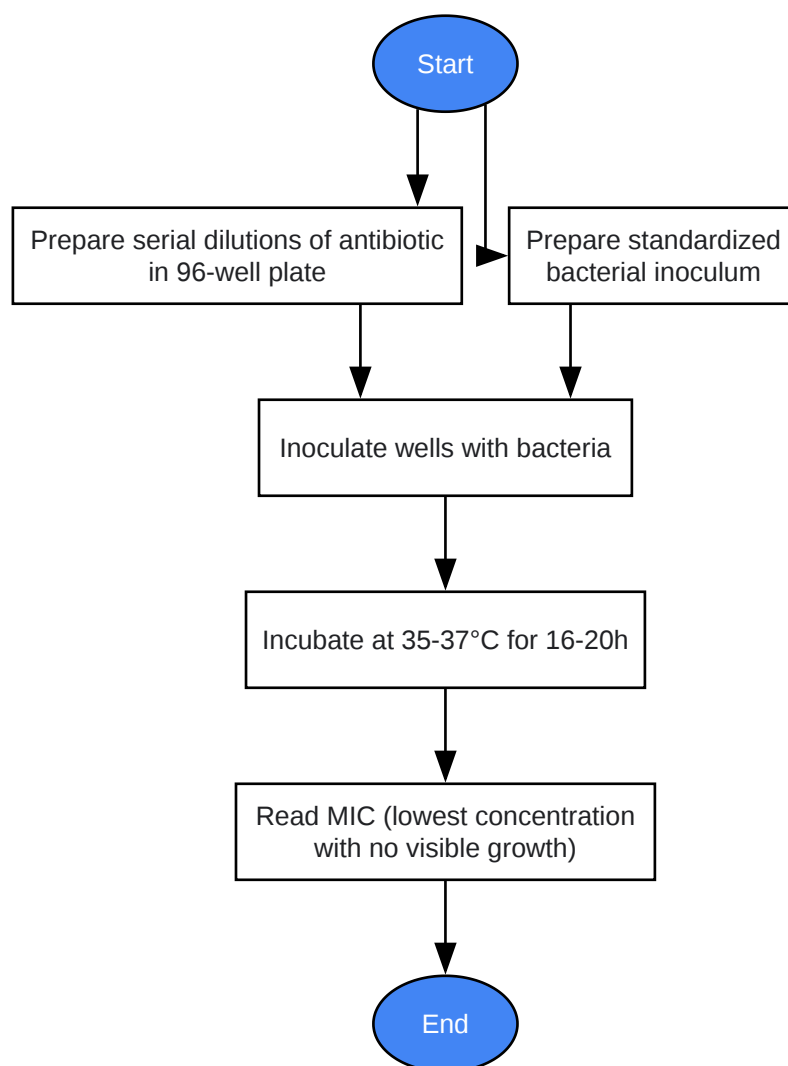 Start
Prepare serial dilutions of antibiotic
in 96-well plate
Prepare standardized
bacterial inoculum
Inoculate wells with bacteria
Incubate at 35-37°C for 16-20h
Read MIC (lowest concentration
with no visible growth)
End